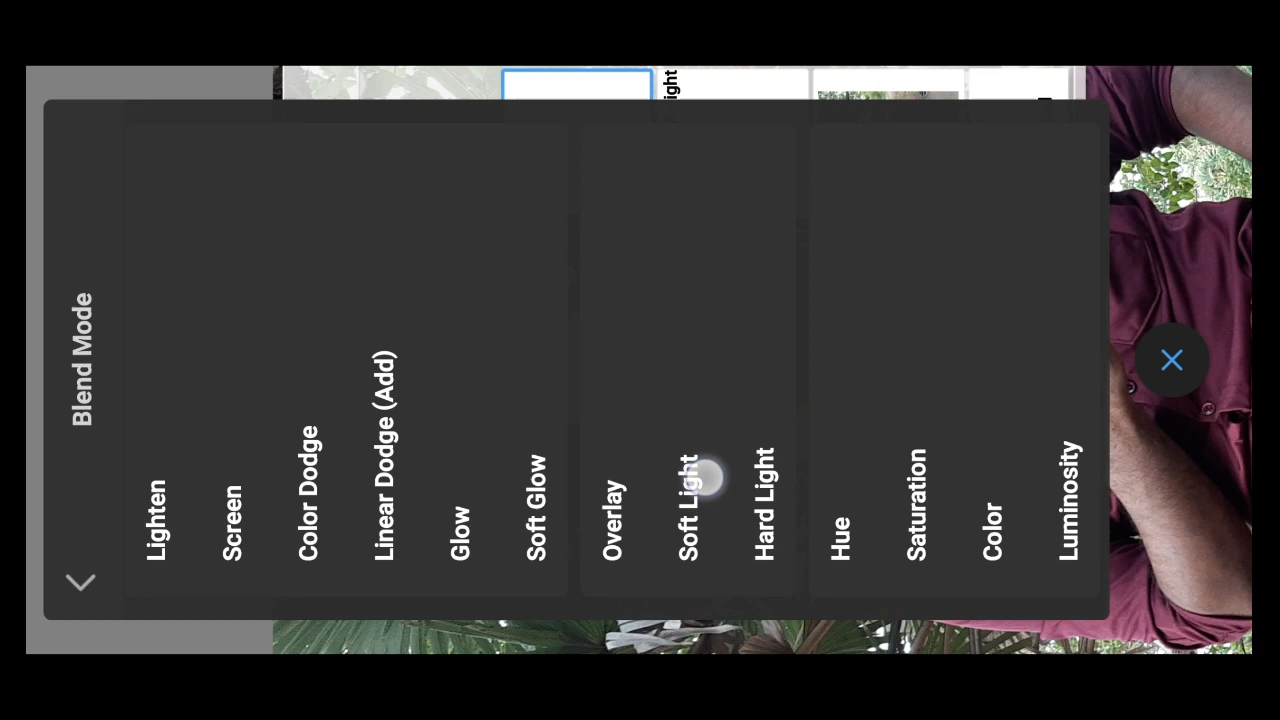 Blend Mode
Lighten
Screen
Color Dodge
Linear Dodge (Add)
Glow
Soft Glow
Overlay
Soft Light
Hard Light
Hue
Saturation
Color
Luminosity